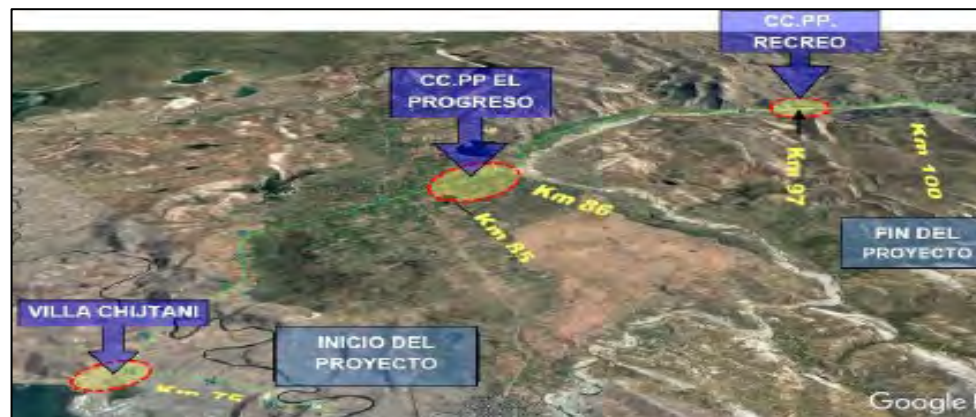 CC.PP.
RECREO
CC.PP EL
PROGRESO
Km 86
Km 85
Km 97
Km 100
FIN DEL
PROYECTO
VILLA CHIJTANI
INICIO DEL
PROYECTO
Km
Google